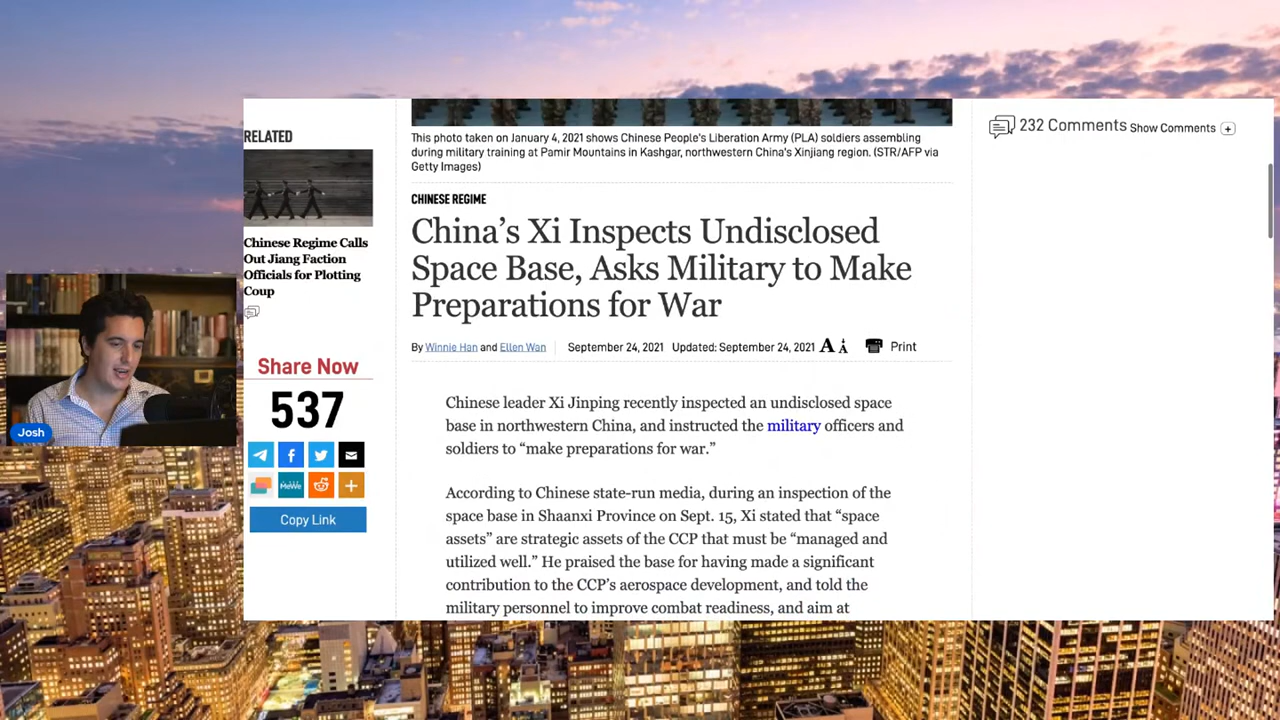 RELATED
Chinese Regime Calls
Out Jiang Faction
Officials for Plotting
Coup
Share Now
537
MeWe
Copy Link
Josh
This photo taken on January 4, 2021 shows Chinese People's Liberation Army (PLA) soldiers assembling
during military training at Pamir Mountains in Kashgar, northwestern China's Xinjiang region. (STR/AFP via
Getty Images)
CHINESE REGIME
China's Xi Inspects Undisclosed
Space Base, Asks Military to Make
Preparations for War
By Winnie Han and Ellen Wan September 24, 2021 Updated: September 24, 2021 A A Print
Chinese leader Xi Jinping recently inspected an undisclosed space
base in northwestern China, and instructed the military officers and
soldiers to “make preparations for war.”
According to Chinese state-run media, during an inspection of the
space base in Shaanxi Province on Sept. 15, Xi stated that “space
assets” are strategic assets of the CCP that must be “managed and
utilized well.” He praised the base for having made a significant
contribution to the CCP’s aerospace development, and told the
military personnel to improve combat readiness, and aim at
232 Comments Show Comments +